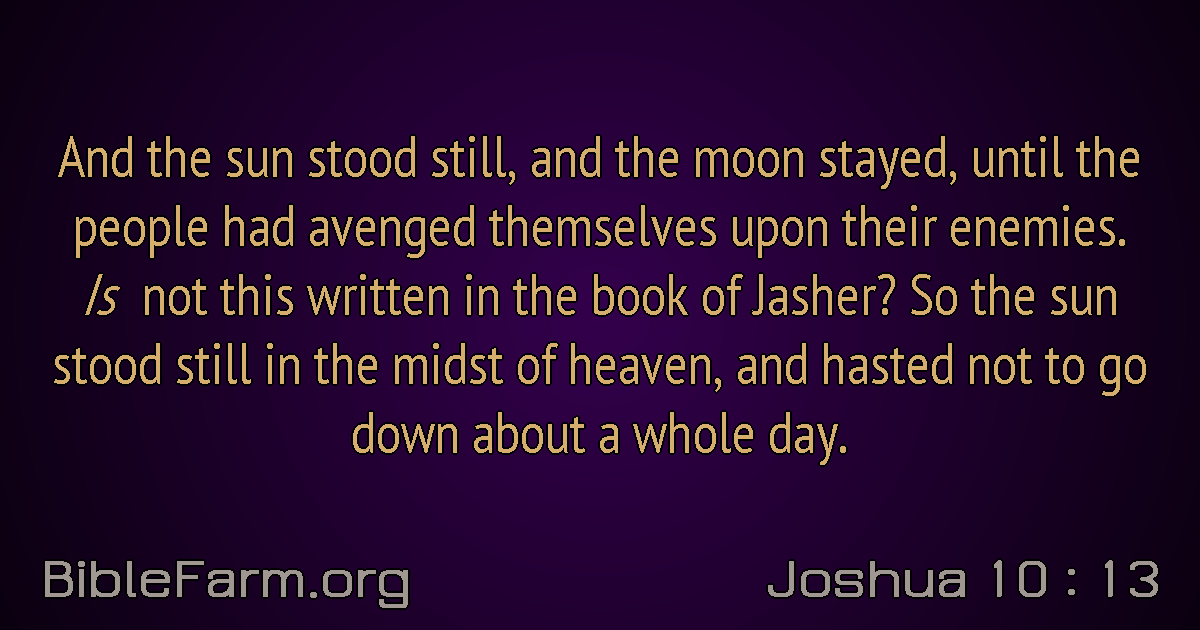 And the sun stood still, and the moon stayed, until the
people had avenged themselves upon their enemies.
Is not this written in the book of Jasher? So the sun
stood still in the midst of heaven, and hasted not to go
down about a whole day.
BibleFarm.org
Joshua 10 : 13